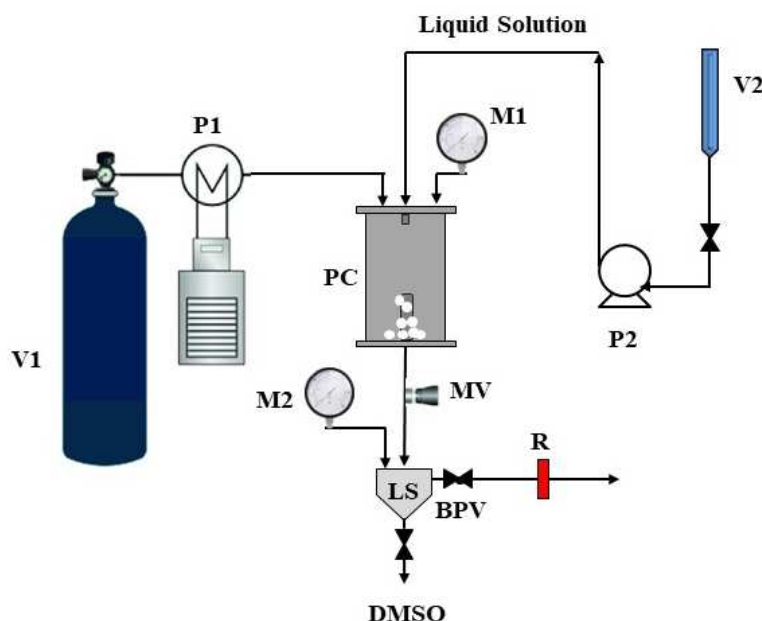 Liquid Solution
V2
P1
M1
PC
V1
P2
M2
MV
R
LS
BPV
DMSO